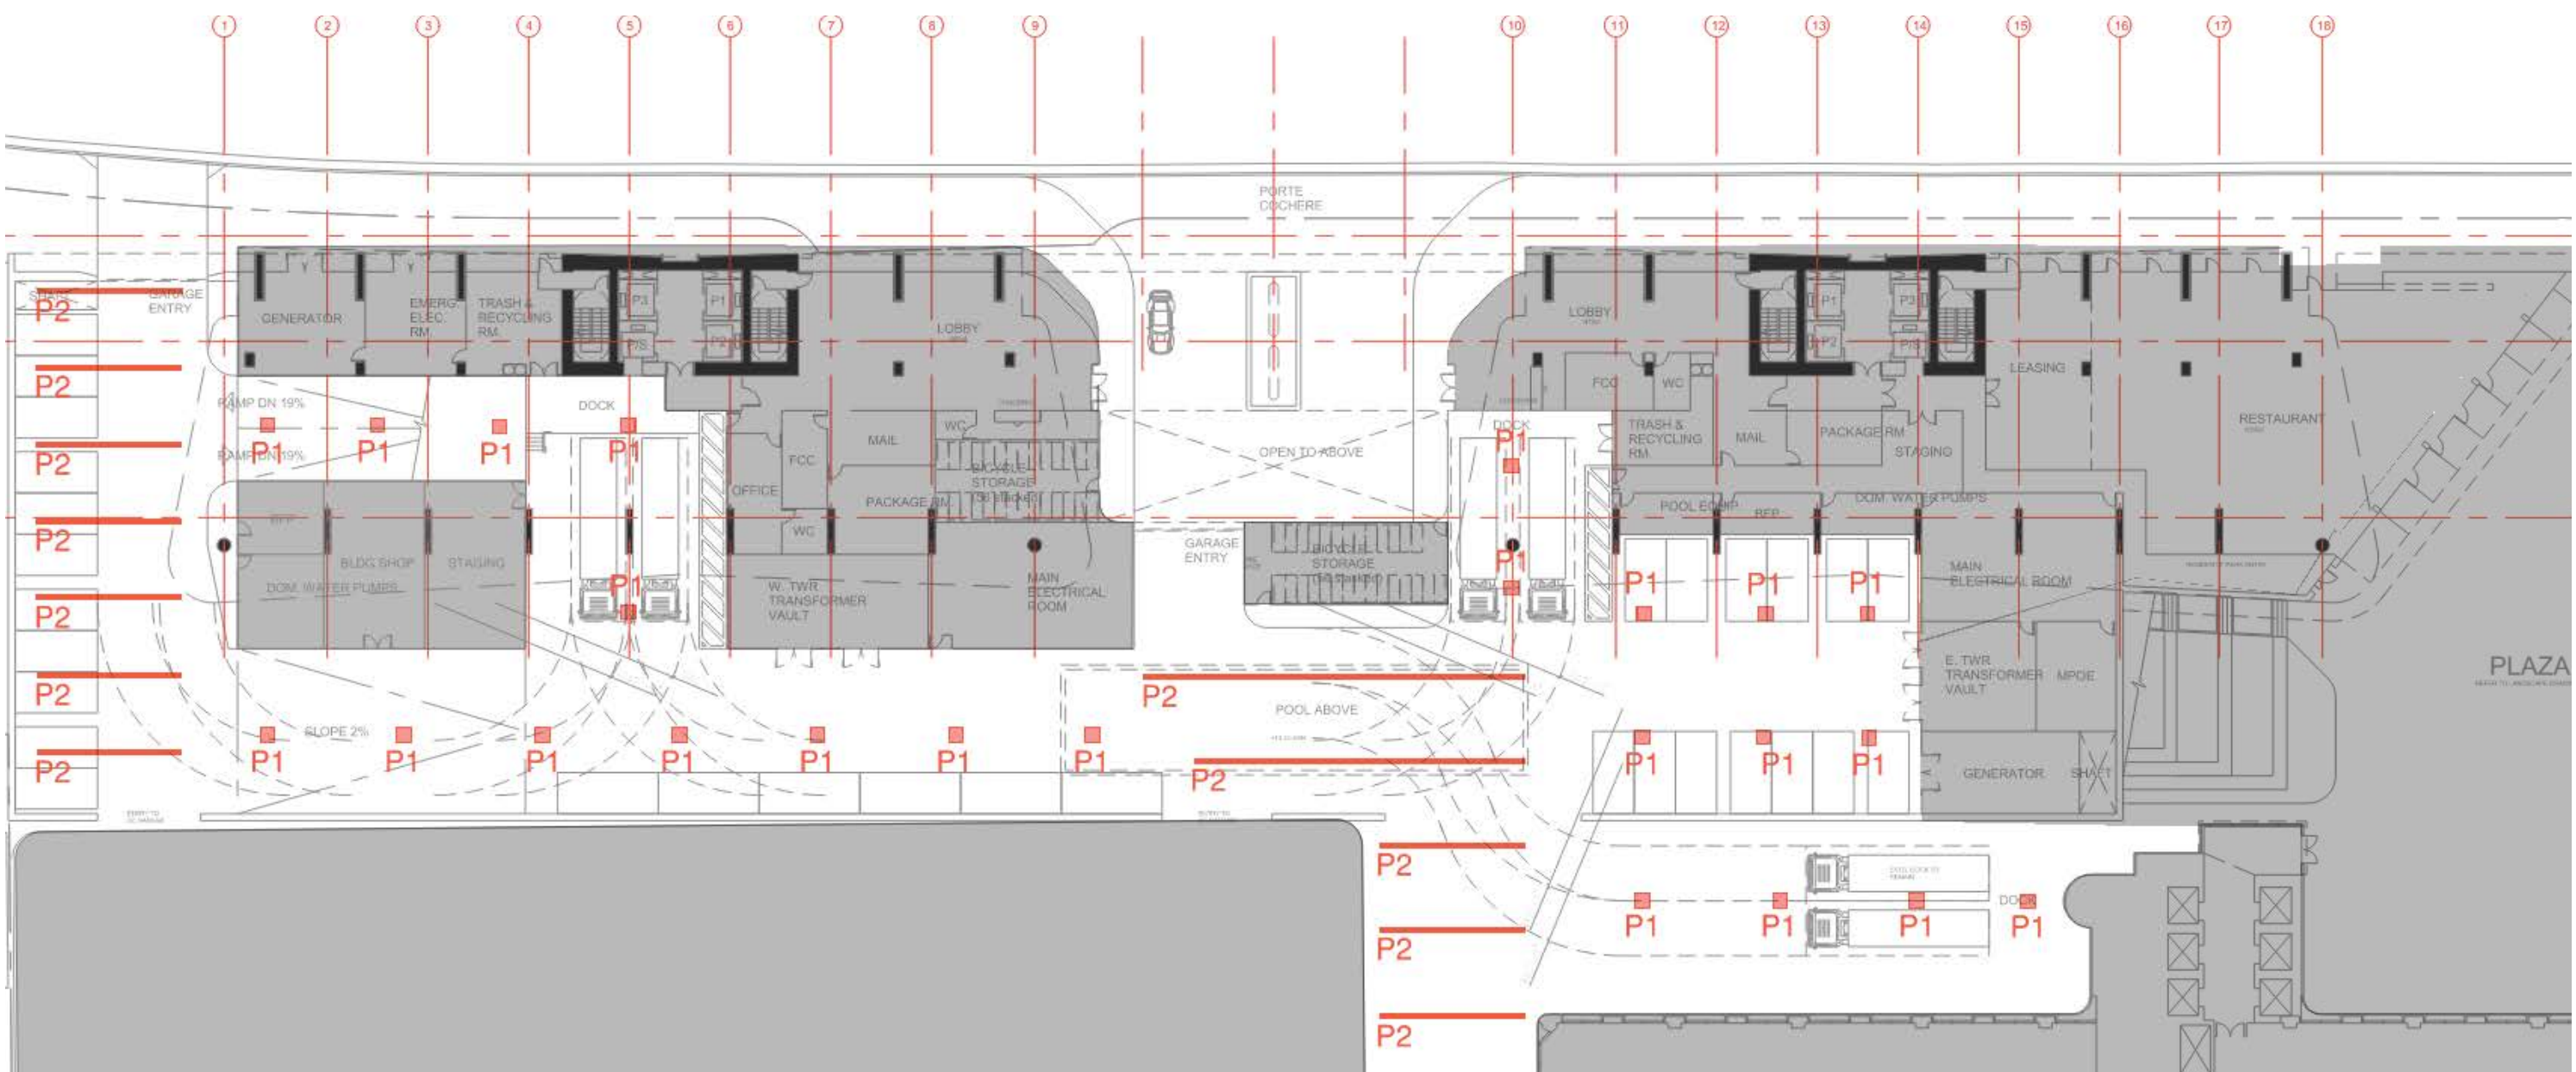 1
2
3
4
5
6
7
8
9
10
11
12
13
14
15
16
17
18
PORTE
COCHERE
SHAFT
P2
GARAGE
ENTRY
GENERATOR
EMERG.
ELEC.
RM.
TRASH &
RECYCLING
RM.
P3
P1
P/S
P2
LOBBY
LOBBY
P1
P3
P2
P/S
LEASING
RESTAURANT
P2
RAMP DN 19%
RAMP DN 19%
DOCK
P1
P1
P1
P1
P2
OFFICE
FCC
MAIL
WC
BICYCLE
STORAGE
(56 stacked)
PACKAGE RM.
WC
OPEN TO ABOVE
DOCK
P1
FCC
WC
TRASH &
RECYCLING
RM.
MAIL
PACKAGE RM
STAGING
POOL EQUIP
BFP
DOM. WATER PUMPS
P2
BFP
BLDG SHOP
STAGING
DOM. WATER PUMPS
P1
W. TWR
TRANSFORMER
VAULT
MAIN
ELECTRICAL
ROOM
GARAGE
ENTRY
BICYCLE
STORAGE
P1
P1
P1
P1
MAIN
ELECTRICAL ROOM
P2
P2
P2
E. TWR
TRANSFORMER
VAULT
MPOE
PLAZA
P2
POOL ABOVE
SLOPE 2%
P1
P1
P1
P1
P1
P1
P1
P2
P1
P1
P1
GENERATOR
SHAFT
P2
P2
P1
P1
P1
DOCK
P1
P2